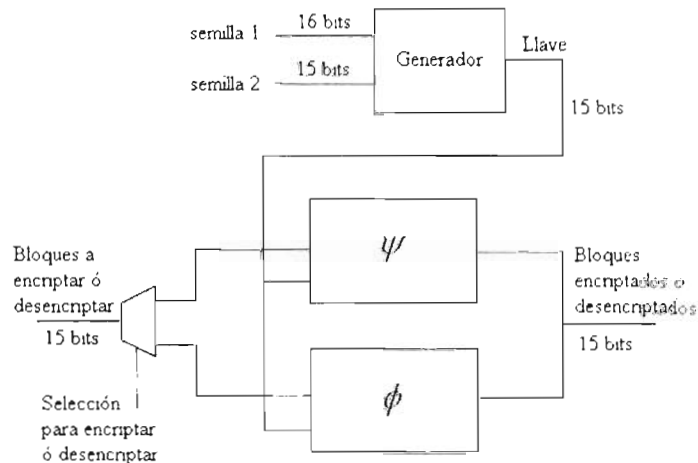 semilla 1
16 bits
Generador
Llave
semilla 2
15 bits
15 bits
Bloques a
encriptar ó
desencriptar
15 bits
ψ
Bloques
encriptados o
desencriptados
15 bits
ϕ
Selección
para encriptar
ó desencriptar